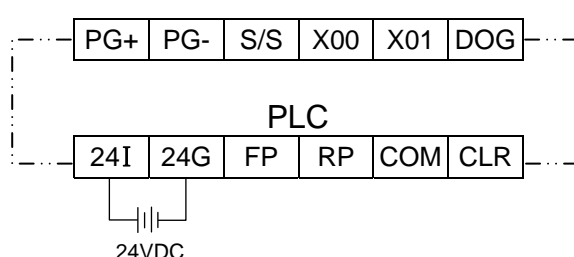 PG+ PG- S/S X00 X01 DOG
PLC
24I 24G FP RP COM CLR
24VDC